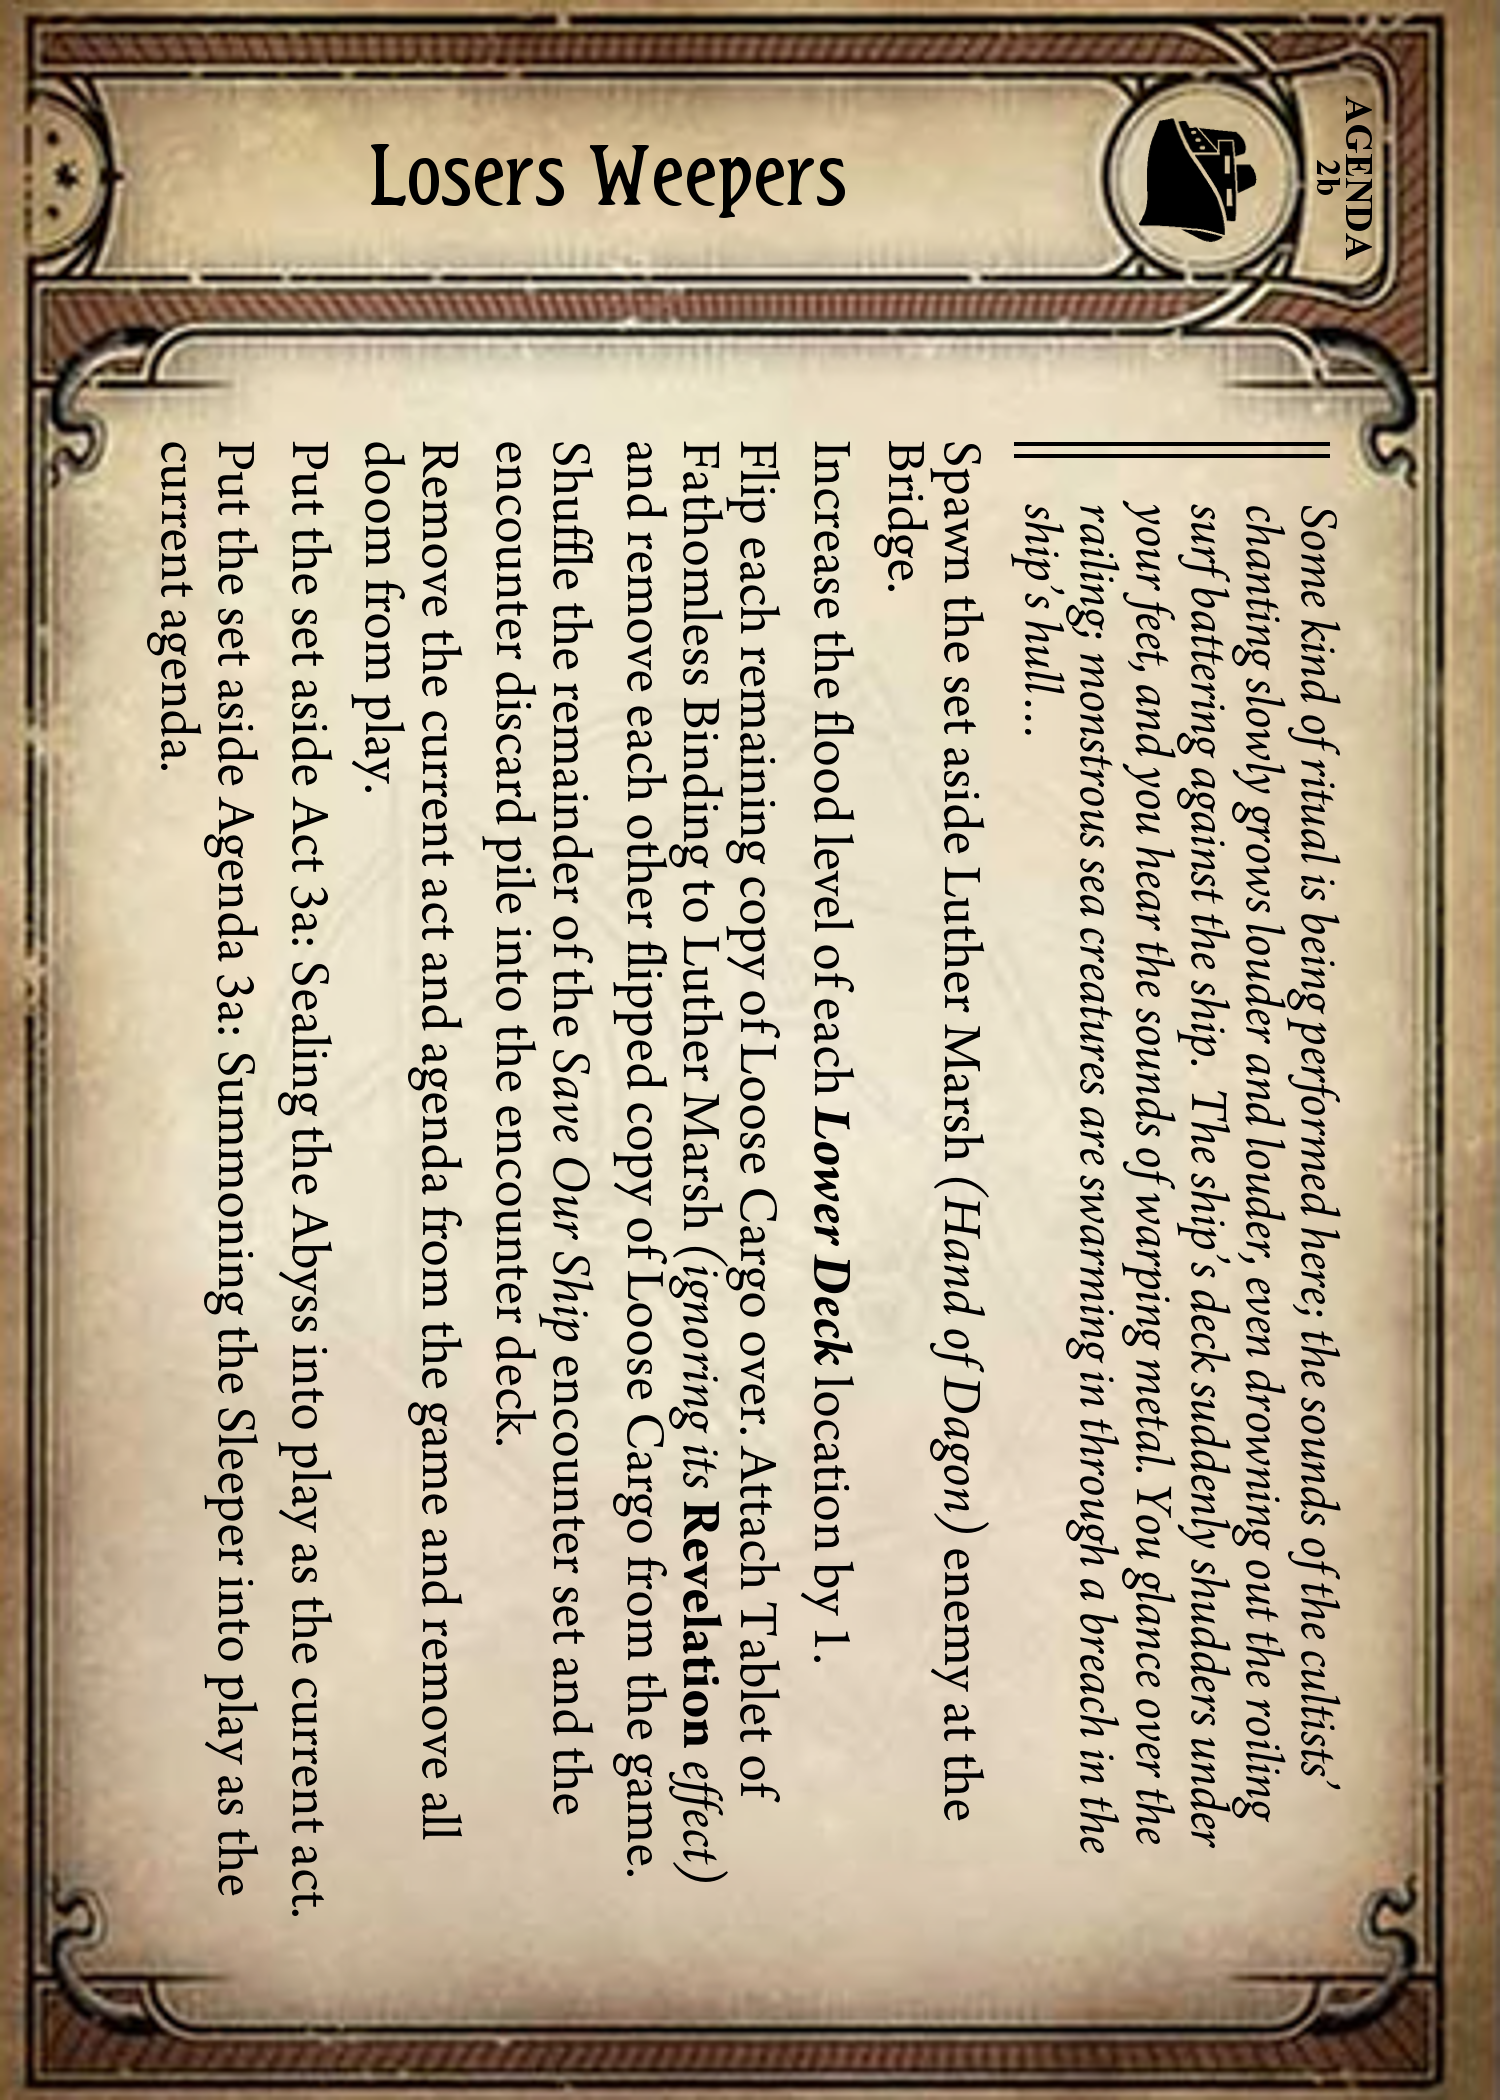 AGENDA
2b
Losers Weepers
Some kind of ritual is being performed here; the sounds of the cultists'
chanting slowly grows louder and louder, even drowning out the roiling
surf battering against the ship. The ship's deck suddenly shudders under
your feet, and you hear the sounds of warping metal. You glance over the
railing; monstrous sea creatures are swarming in through a breach in the
ship's hull...
Spawn the set aside Luther Marsh (Hand of Dagon) enemy at the
Bridge.
Increase the flood level of each Lower Deck location by 1.
Flip each remaining copy of Loose Cargo over. Attach Tablet of
Fathomless Binding to Luther Marsh (ignoring its Revelation effect)
and remove each other flipped copy of Loose Cargo from the game.
Shuffle the remainder of the Save Our Ship encounter set and the
encounter discard pile into the encounter deck.
Remove the current act and agenda from the game and remove all
doom from play.
Put the set aside Act 3a: Sealing the Abyss into play as the current act.
Put the set aside Agenda 3a: Summoning the Sleeper into play as the
current agenda.